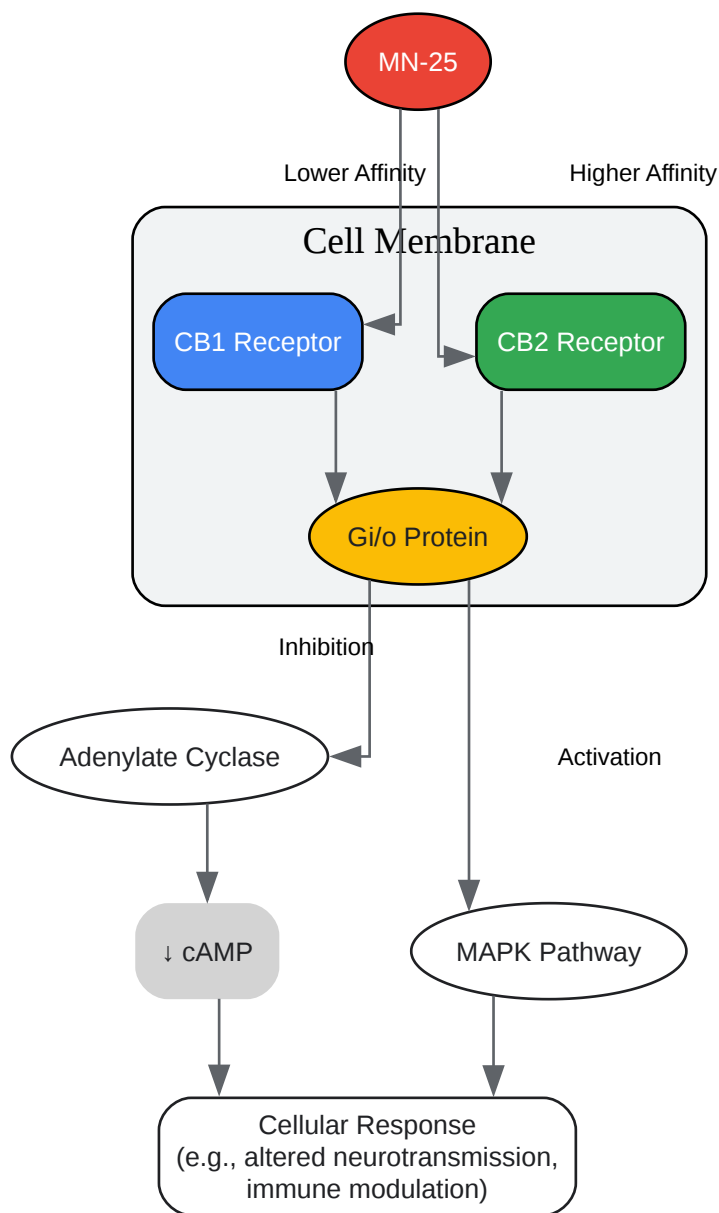 MN-25
Lower Affinity
Higher Affinity
Cell Membrane
CB1 Receptor
CB2 Receptor
Gi/o Protein
Inhibition
Adenylate Cyclase
Activation
↓ cAMP
MAPK Pathway
Cellular Response
(e.g., altered neurotransmission,
immune modulation)